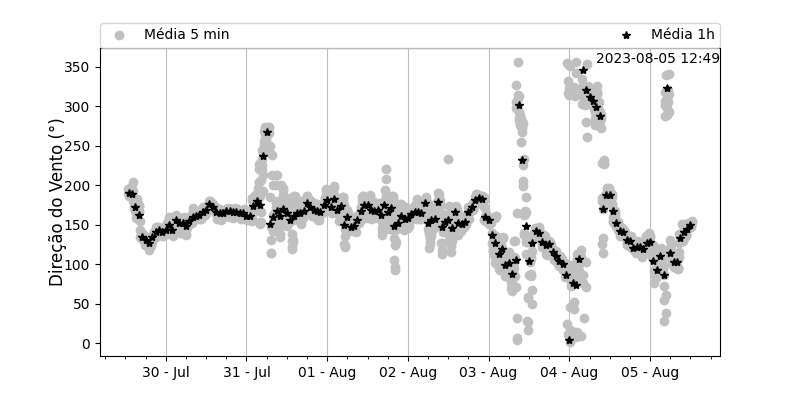 Média 5 min
Média 1h
2023-08-05 12:49
Direção do Vento (°)
350
300
250
200
150
100
50
0
30 - Jul
31 - Jul
01 - Aug
02 - Aug
03 - Aug
04 - Aug
05 - Aug